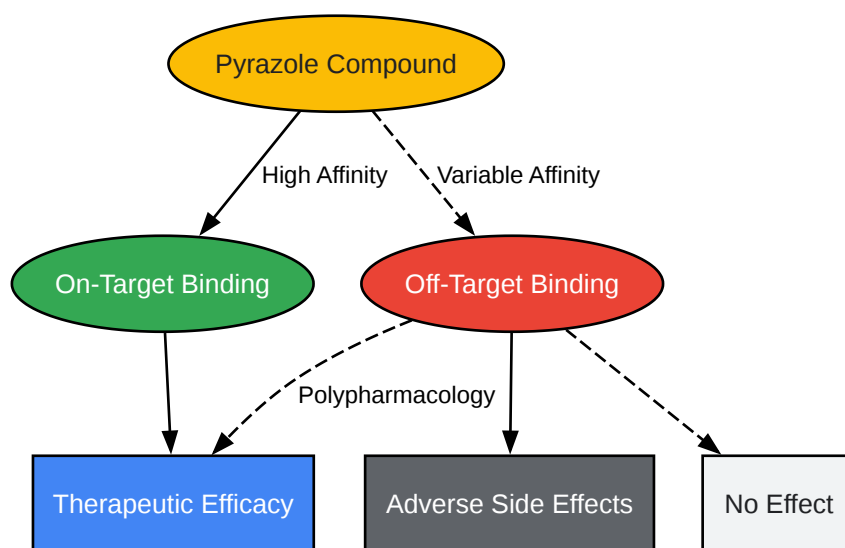 Pyrazole Compound
High Affinity
Variable Affinity
On-Target Binding
Off-Target Binding
Polypharmacology
Therapeutic Efficacy
Adverse Side Effects
No Effect